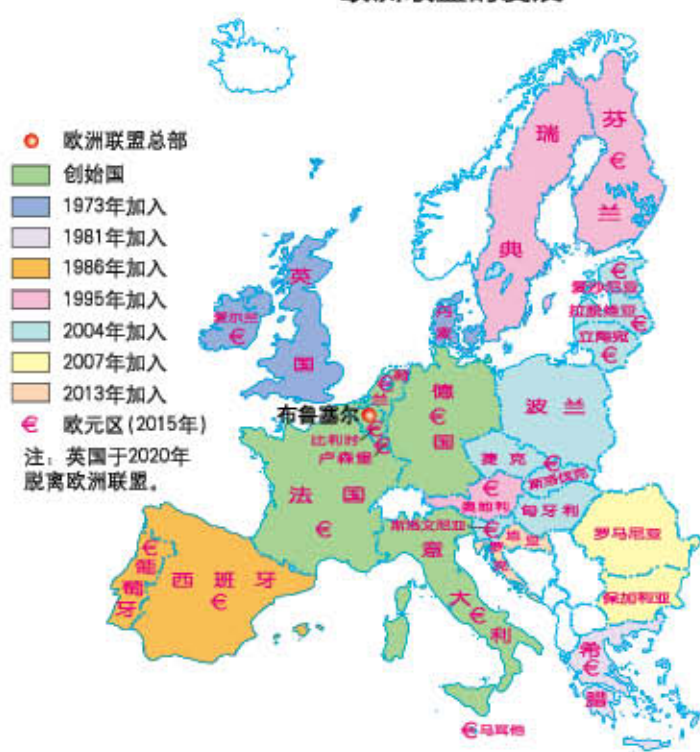 欧洲联盟总部
创始国
1973年加入
1981年加入
1986年加入
1995年加入
2004年加入
2007年加入
2013年加入
€ 欧元区(2015年)
注：英国于2020年
脱离欧洲联盟。
瑞典
芬€兰
€
爱沙尼亚
拉脱维亚
€
立陶宛
€
英国
爱尔兰
€
丹麦
荷兰
€
德€国
波兰
布鲁塞尔
比利时
€
卢森堡
€
捷克
€
斯洛伐克
法国
€
€
奥地利
匈牙利
斯洛文尼亚
€
克罗地亚
罗马尼亚
保加利亚
意大利
€
西班牙
€
€
葡萄牙
希€腊
€马耳他